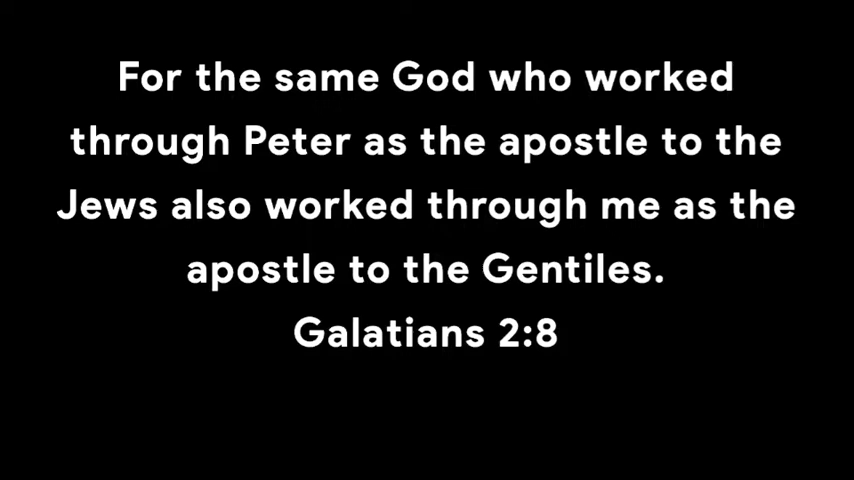 For the same God who worked
through Peter as the apostle to the
Jews also worked through me as the
apostle to the Gentiles.
Galatians 2:8